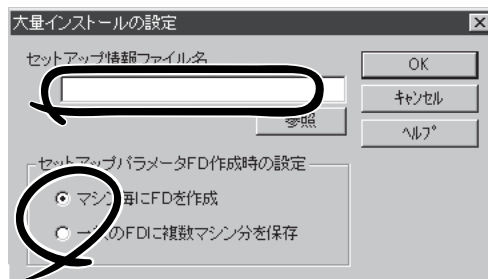 大量インストールの設定
セットアップ情報ファイル名
OK
キャンセル
参照
ヘルプ
セットアップパラメータFD作成時の設定
マシン毎にFDを作成
一枚のFDに複数マシン分を保存